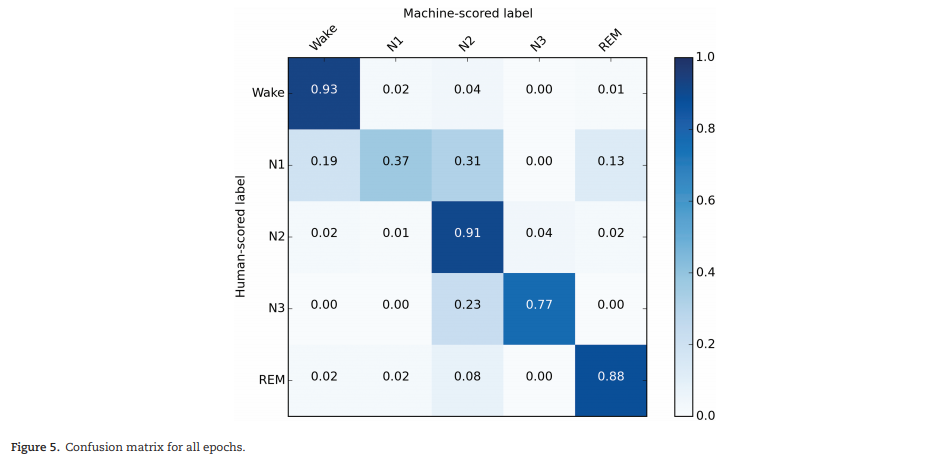 Machine-scored label
Wake N1 N2 N3 REM
Human-scored label
Wake 0.93 0.02 0.04 0.00 0.01
N1 0.19 0.37 0.31 0.00 0.13
N2 0.02 0.01 0.91 0.04 0.02
N3 0.00 0.00 0.23 0.77 0.00
REM 0.02 0.02 0.08 0.00 0.88
1.0
0.8
0.6
0.4
0.2
0.0
Figure 5. Confusion matrix for all epochs.